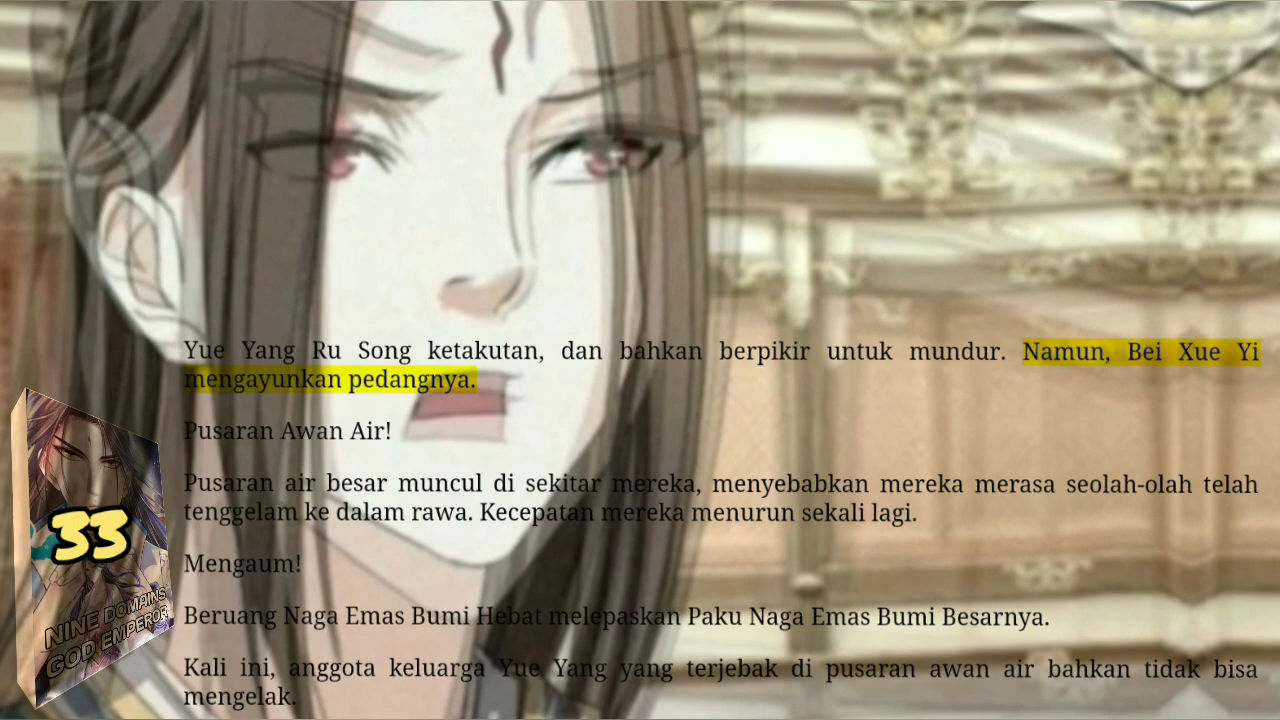 Yue Yang Ru Song ketakutan, dan bahkan berpikir untuk mundur. Namun, Bei Xue Yi
mengayunkan pedangnya.
Pusaran Awan Air!
Pusaran air besar muncul di sekitar mereka, menyebabkan mereka merasa seolah-olah telah
tenggelam ke dalam rawa. Kecepatan mereka menurun sekali lagi.
Mengaum!
Beruang Naga Emas Bumi Hebat melepaskan Paku Naga Emas Bumi Besarnya.
Kali ini, anggota keluarga Yue Yang yang terjebak di pusaran awan air bahkan tidak bisa
mengelak.
33
NINE DOMAINS
GOD EMPEROR